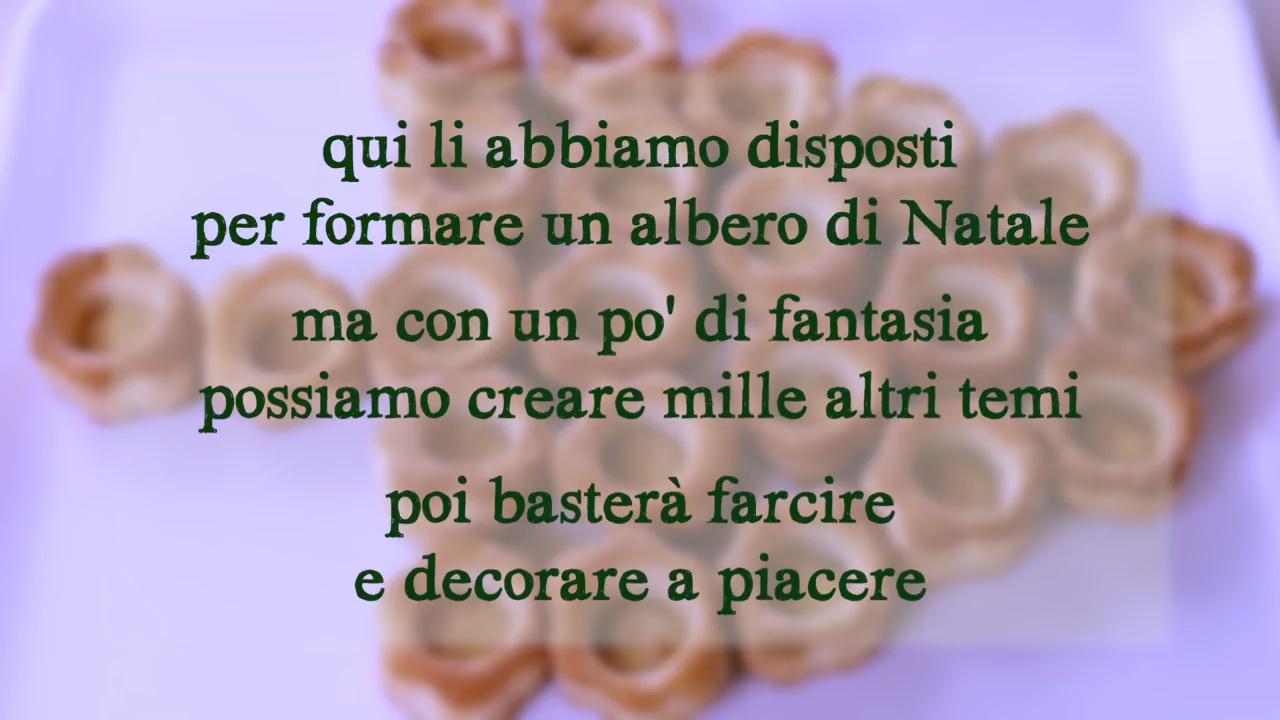 qui li abbiamo disposti
per formare un albero di Natale
ma con un po' di fantasia
possiamo creare mille altri temi
poi basterà farcire
e decorare a piacere